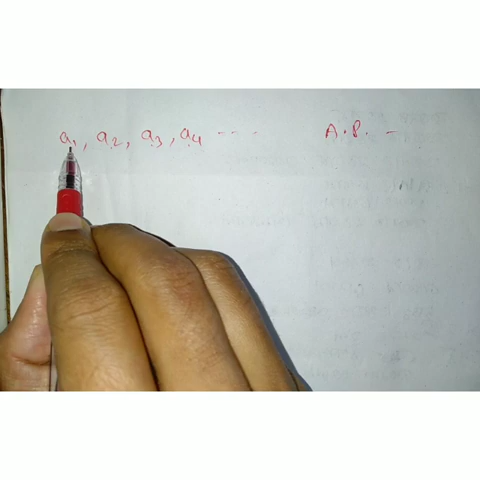 a₁, a₂, a₃, a₄ ---- A.P. -